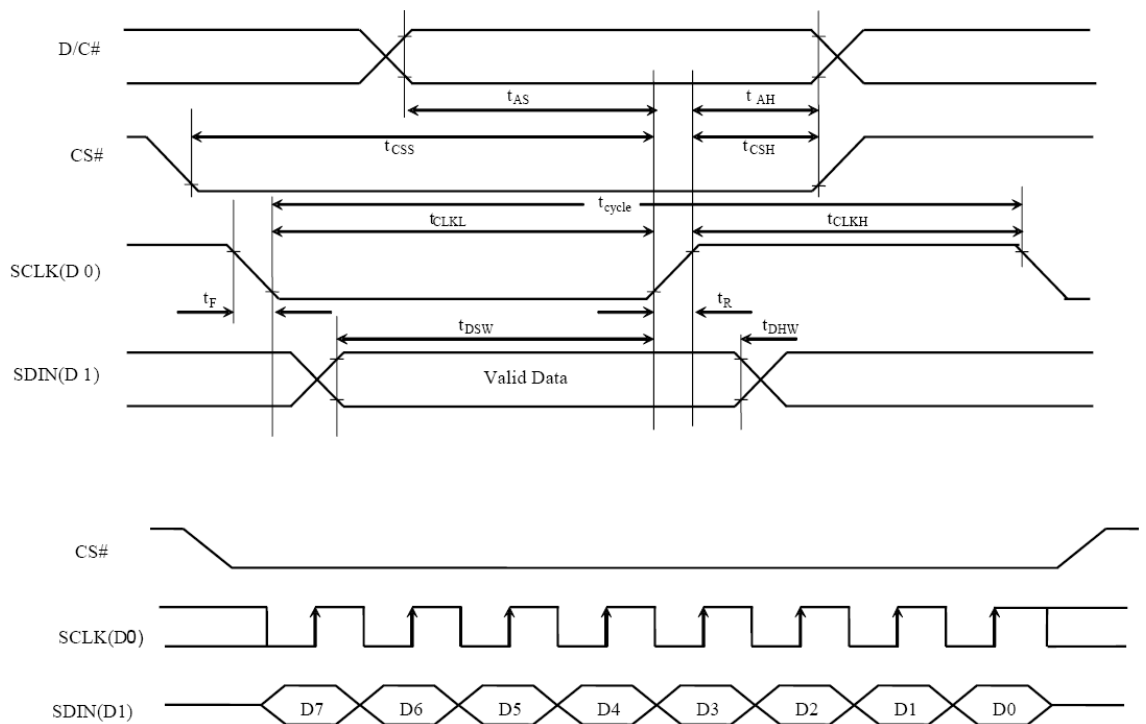 D/C#
tAS
t AH
CS#
tCSS
tCSH
tcycle
tCLKL
tCLKH
SCLK(D 0)
tF
tR
tDSW
tDHW
SDIN(D 1)
Valid Data
CS#
SCLK(D0)
SDIN(D1)
D7 D6 D5 D4 D3 D2 D1 D0